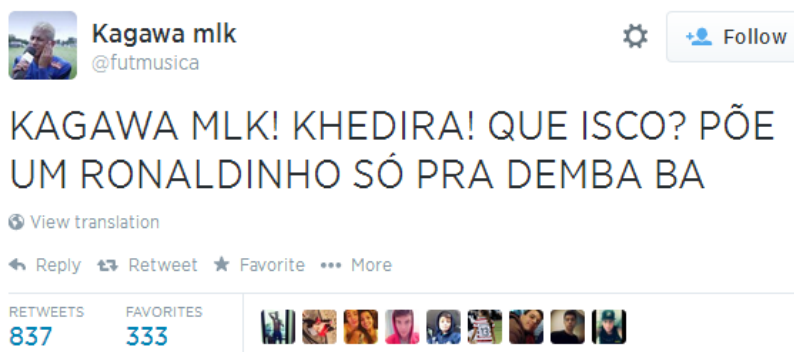 Kagawa mlk
@futmusica
Follow
KAGAWA MLK! KHEDIRA! QUE ISCO? PÕE
UM RONALDINHO SÓ PRA DEMBA BA
View translation
Reply Retweet Favorite More
RETWEETS FAVORITES
837 333